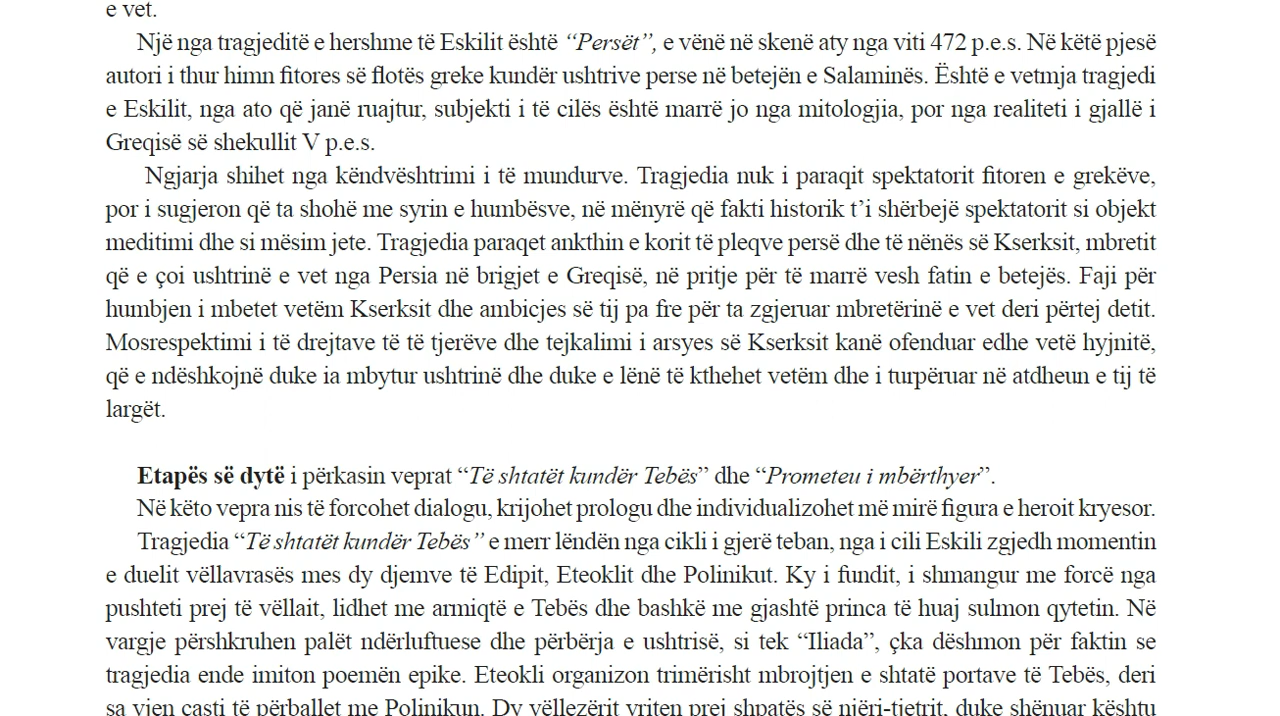 e vet.
Një nga tragjeditë e hershme të Eskilit është “Persët”, e vënë në skenë aty nga viti 472 p.e.s. Në këtë pjesë
autori i thur himn fitores së flotës greke kundër ushtrive perse në betejën e Salaminës. Është e vetmja tragjedi
e Eskilit, nga ato që janë ruajtur, subjekti i të cilës është marrë jo nga mitologjia, por nga realiteti i gjallë i
Greqisë së shekullit V p.e.s.
Ngjarja shihet nga këndvështrimi i të mundurve. Tragjedia nuk i paraqit spektatorit fitoren e grekëve,
por i sugjeron që ta shohë me syrin e humbësve, në mënyrë që fakti historik t’i shërbejë spektatorit si objekt
meditimi dhe si mësim jete. Tragjedia paraqet ankthin e korit të pleqve persë dhe të nënës së Kserksit, mbretit
që e çoi ushtrinë e vet nga Persia në brigjet e Greqisë, në pritje për të marrë vesh fatin e betejës. Faji për
humbjen i mbetet vetëm Kserksit dhe ambicjes së tij pa fre për ta zgjeruar mbretërinë e vet deri përtej detit.
Mosrespektimi i të drejtave të të tjerëve dhe tejkalimi i arsyes së Kserksit kanë ofenduar edhe vetë hyjnitë,
që e ndëshkojnë duke ia mbytur ushtrinë dhe duke e lënë të kthehet vetëm dhe i turpëruar në atdheun e tij të
largët.
Etapës së dytë i përkasin veprat “Të shtatët kundër Tebës” dhe “Prometeu i mbërthyer”.
Në këto vepra nis të forcohet dialogu, krijohet prologu dhe individualizohet më mirë figura e heroit kryesor.
Tragjedia “Të shtatët kundër Tebës” e merr lëndën nga cikli i gjerë teban, nga i cili Eskili zgjedh momentin
e duelit vëllavrasës mes dy djemve të Edipit, Eteoklit dhe Polinikut. Ky i fundit, i shmangur me forcë nga
pushteti prej të vëllait, lidhet me armiqtë e Tebës dhe bashkë me gjashtë princa të huaj sulmon qytetin. Në
vargje përshkruhen palët ndërluftuese dhe përbërja e ushtrisë, si tek “Iliada”, çka dëshmon për faktin se
tragjedia ende imiton poemën epike. Eteokli organizon trimërisht mbrojtjen e shtatë portave të Tebës, deri
sa vjen çasti të përballet me Polinikun. Dy vëllezërit vriten prej shpatës së njëri-tjetrit, duke shënuar kështu